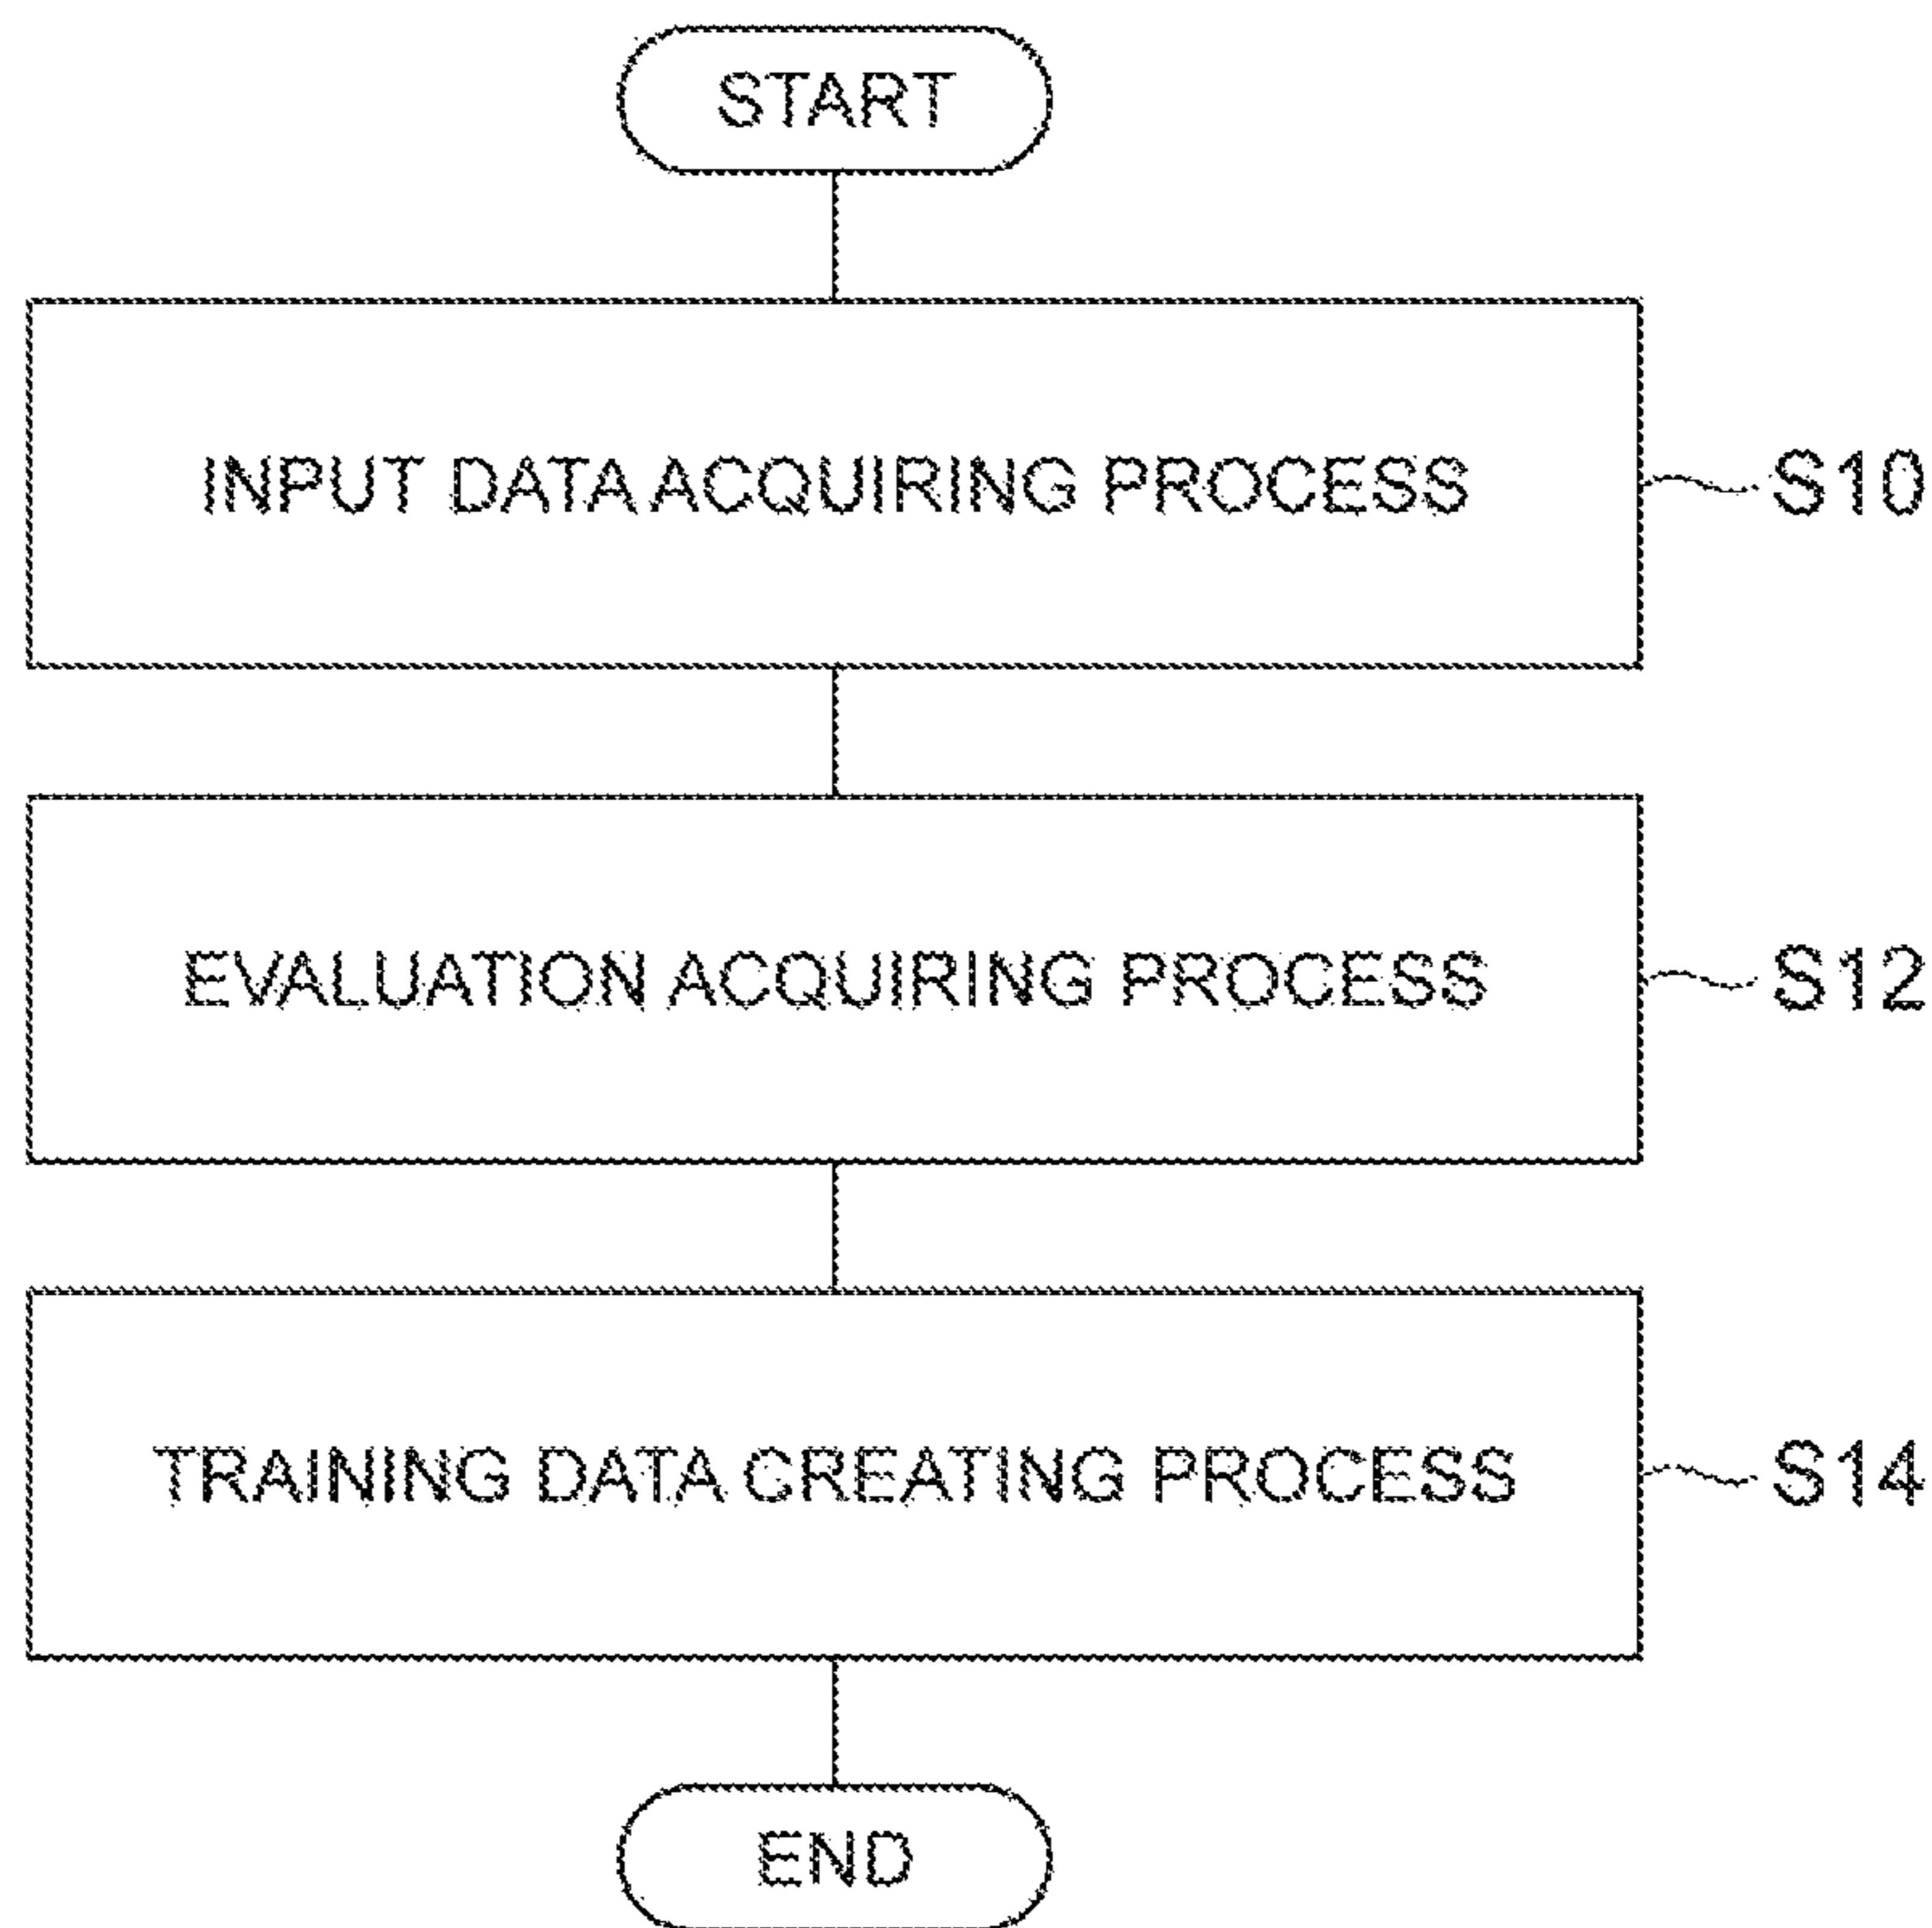 START
INPUT DATA ACQUIRING PROCESS
S10
EVALUATION ACQUIRING PROCESS
S12
TRAINING DATA CREATING PROCESS
S14
END